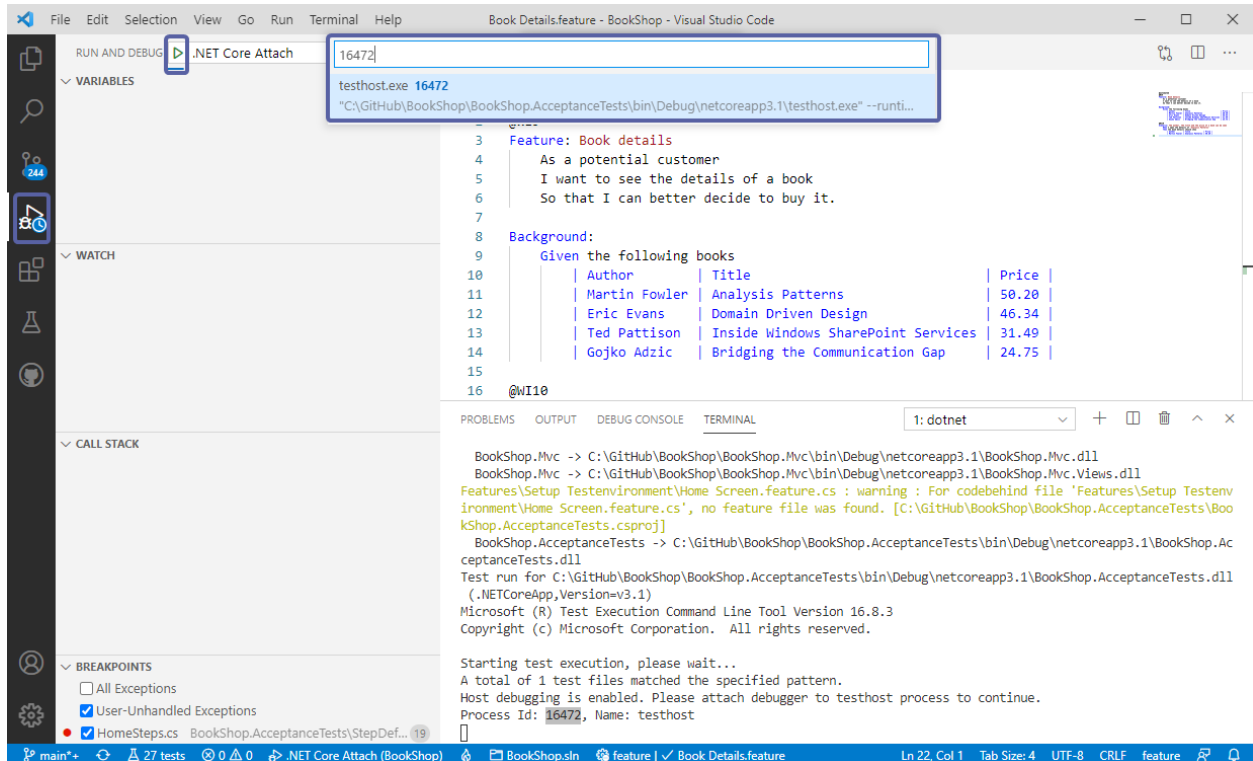 File Edit Selection View Go Run Terminal Help Book Details.feature - BookShop - Visual Studio Code
RUN AND DEBUG .NET Core Attach
16472
testhost.exe 16472
"C:\GitHub\BookShop\BookShop.AcceptanceTests\bin\Debug\netcoreapp3.1\testhost.exe" --runti...
VARIABLES
WATCH
CALL STACK
BREAKPOINTS
All Exceptions
User-Unhandled Exceptions
HomeSteps.cs BookShop.AcceptanceTests\StepDef... 19
244
2
3 Feature: Book details
4 As a potential customer
5 I want to see the details of a book
6 So that I can better decide to buy it.
7
8 Background:
9 Given the following books
10 | Author | Title | Price |
11 | Martin Fowler | Analysis Patterns | 50.20 |
12 | Eric Evans | Domain Driven Design | 46.34 |
13 | Ted Pattison | Inside Windows SharePoint Services | 31.49 |
14 | Gojko Adzic | Bridging the Communication Gap | 24.75 |
15
16 @WI10
PROBLEMS OUTPUT DEBUG CONSOLE TERMINAL 1: dotnet
BookShop.Mvc -> C:\GitHub\BookShop\BookShop.Mvc\bin\Debug\netcoreapp3.1\BookShop.Mvc.dll
BookShop.Mvc -> C:\GitHub\BookShop\BookShop.Mvc\bin\Debug\netcoreapp3.1\BookShop.Mvc.Views.dll
Features\Setup Testenvironment\Home Screen.feature.cs : warning : For codebehind file 'Features\Setup Testenv
ironment\Home Screen.feature.cs', no feature file was found. [C:\GitHub\BookShop\BookShop.AcceptanceTests\Boo
kShop.AcceptanceTests.csproj]
BookShop.AcceptanceTests -> C:\GitHub\BookShop\BookShop.AcceptanceTests\bin\Debug\netcoreapp3.1\BookShop.Ac
ceptanceTests.dll
Test run for C:\GitHub\BookShop\BookShop.AcceptanceTests\bin\Debug\netcoreapp3.1\BookShop.AcceptanceTests.dll
(.NETCoreApp,Version=v3.1)
Microsoft (R) Test Execution Command Line Tool Version 16.8.3
Copyright (c) Microsoft Corporation. All rights reserved.
Starting test execution, please wait...
A total of 1 test files matched the specified pattern.
Host debugging is enabled. Please attach debugger to testhost process to continue.
Process Id: 16472, Name: testhost
main*+ 27 tests 0 0 .NET Core Attach (BookShop) BookShop.sln feature | ✓ Book Details.feature Ln 22, Col 1 Tab Size: 4 UTF-8 CRLF feature